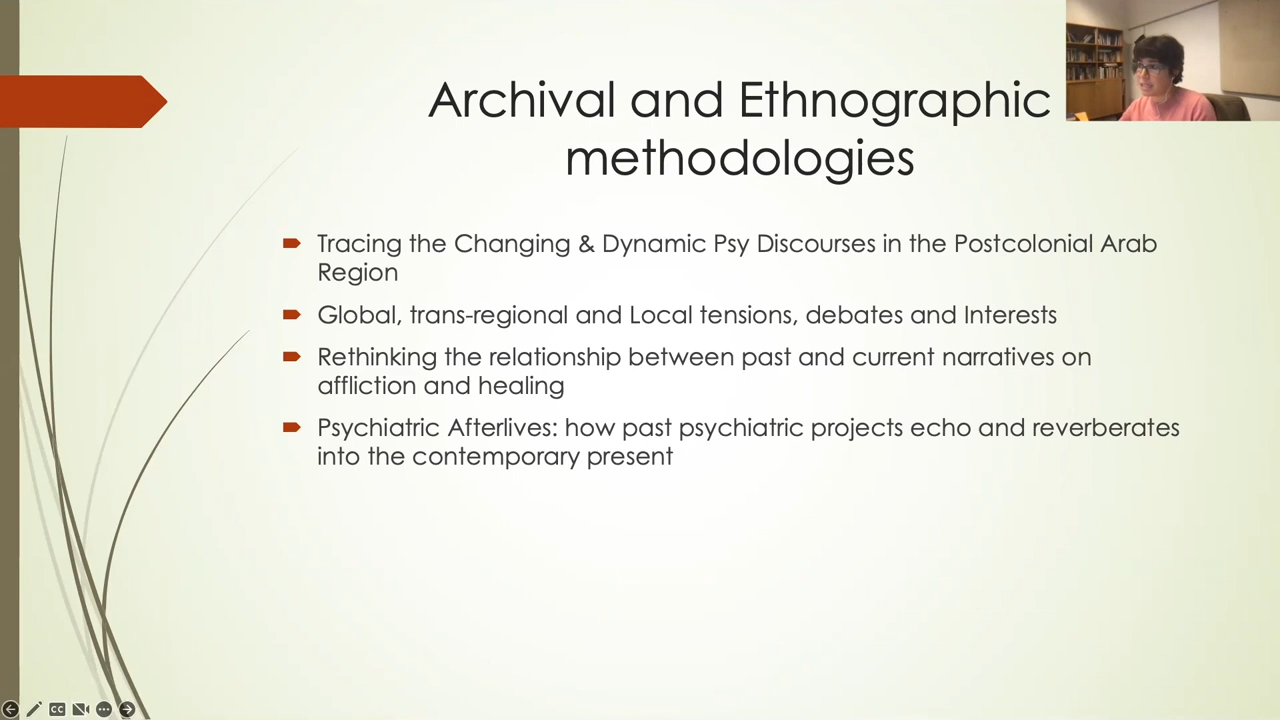 Archival and Ethnographic
methodologies
Tracing the Changing & Dynamic Psy Discourses in the Postcolonial Arab
Region
Global, trans-regional and Local tensions, debates and Interests
Rethinking the relationship between past and current narratives on
affliction and healing
Psychiatric Afterlives: how past psychiatric projects echo and reverberates
into the contemporary present
CC